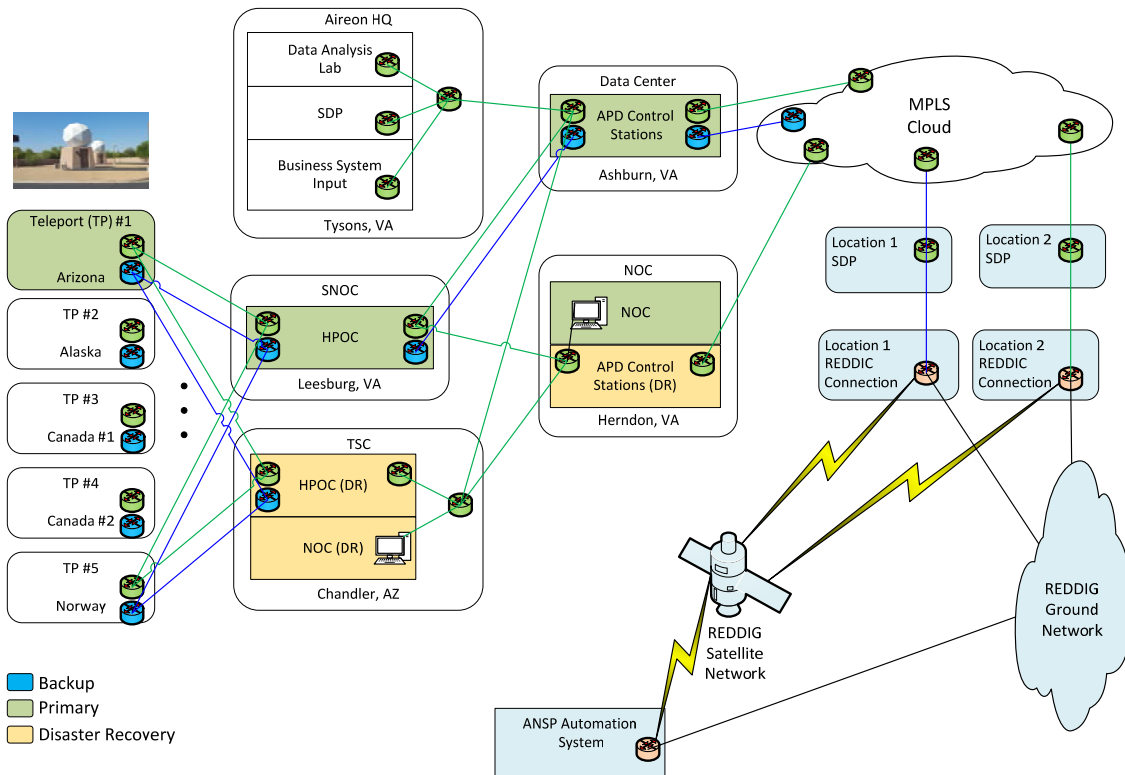 Aireon HQ
Data Analysis
Lab
SDP
Business System
Input
Tysons, VA
Data Center
APD Control
Stations
Ashburn, VA
MPLS
Cloud
Teleport (TP) #1
Arizona
TP #2
Alaska
TP #3
Canada #1
TP #4
Canada #2
TP #5
Norway
SNOC
HPOC
Leesburg, VA
NOC
NOC
APD Control
Stations (DR)
Herndon, VA
TSC
HPOC (DR)
NOC (DR)
Chandler, AZ
Location 1
SDP
Location 2
SDP
Location 1
REDDIC
Connection
Location 2
REDDIC
Connection
REDDIG
Satellite
Network
REDDIG
Ground
Network
ANSP Automation
System
Backup
Primary
Disaster Recovery